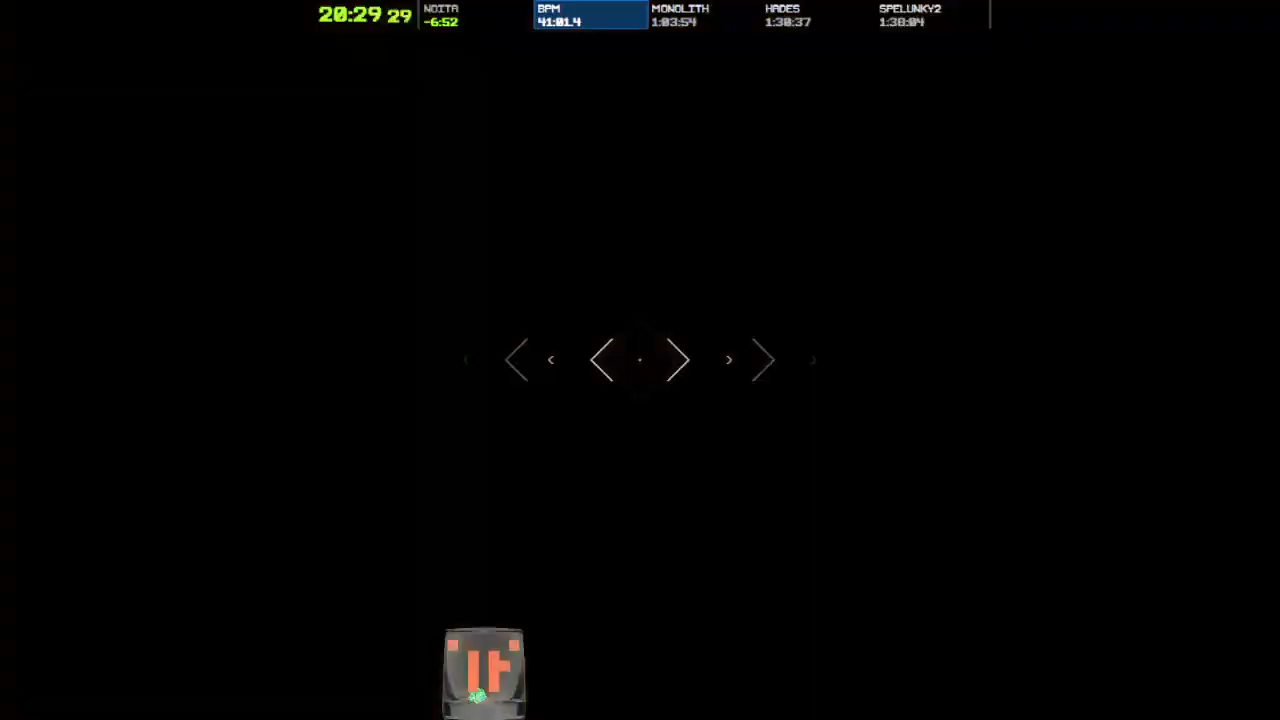 20:29 29
NOITA
-6:52
BPM
41:01.4
MONOLITH
1:03:54
HADES
1:30:37
SPELUNKY2
1:38:04